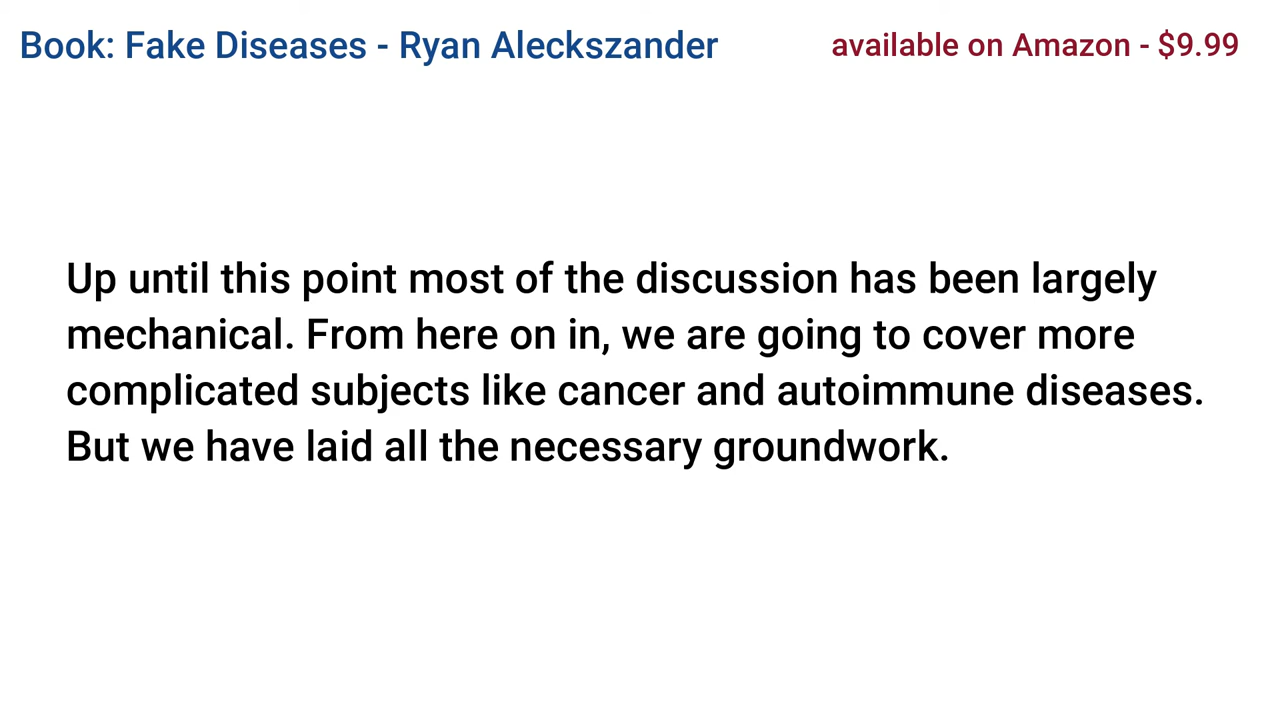 Book: Fake Diseases - Ryan Aleckszander
available on Amazon - $9.99
Up until this point most of the discussion has been largely
mechanical. From here on in, we are going to cover more
complicated subjects like cancer and autoimmune diseases.
But we have laid all the necessary groundwork.